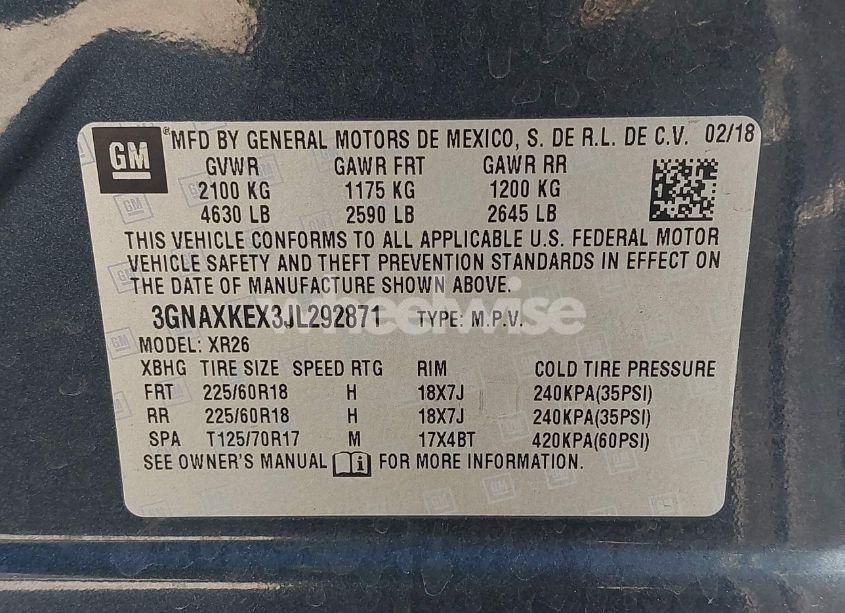 GM ® MFD BY GENERAL MOTORS DE MEXICO, S. DE R.L. DE C.V. 02/18
GVWR GAWR FRT GAWR RR
2100 KG 1175 KG 1200 KG
4630 LB 2590 LB 2645 LB
THIS VEHICLE CONFORMS TO ALL APPLICABLE U.S. FEDERAL MOTOR
VEHICLE SAFETY AND THEFT PREVENTION STANDARDS IN EFFECT ON
THE DATE OF MANUFACTURE SHOWN ABOVE.
wheelwise
3GNAXKEX3JL292871 TYPE: M.P.V.
MODEL: XR26
XBHG TIRE SIZE SPEED RTG RIM COLD TIRE PRESSURE
FRT 225/60R18 H 18X7J 240KPA(35PSI)
RR 225/60R18 H 18X7J 240KPA(35PSI)
SPA T125/70R17 M 17X4BT 420KPA(60PSI)
SEE OWNER'S MANUAL FOR MORE INFORMATION.